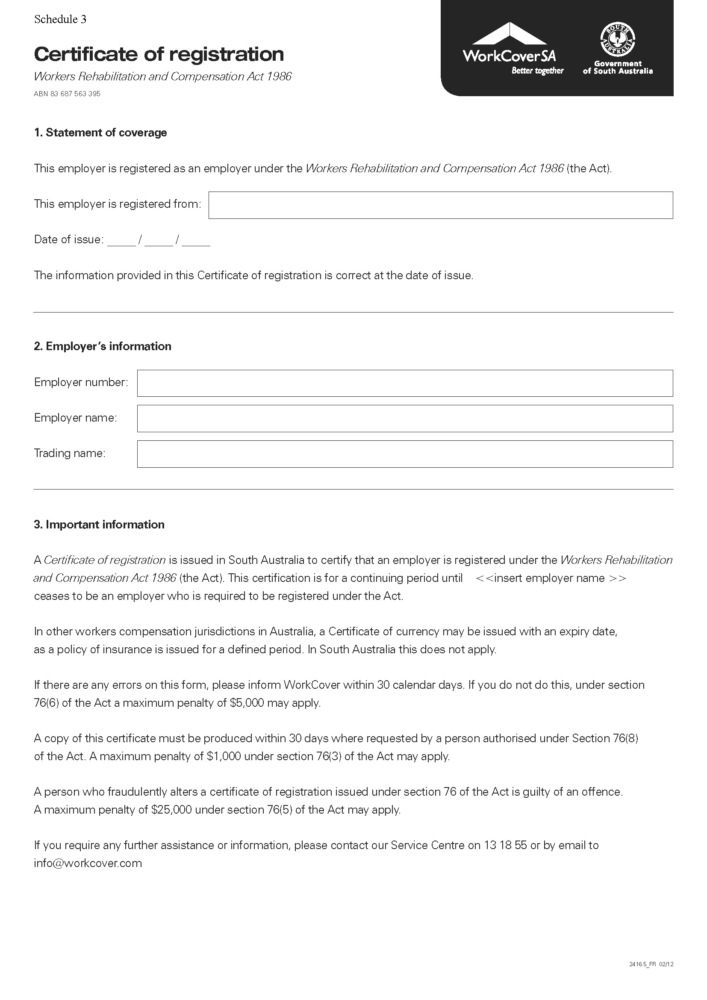 Schedule 3
Certificate of registration
Workers Rehabilitation and Compensation Act 1986
ABN 83 687 563 395
WorkCoverSA
Better together
SOUTH AUSTRALIA
Government
of South Australia
1. Statement of coverage
This employer is registered as an employer under the Workers Rehabilitation and Compensation Act 1986 (the Act).
This employer is registered from:
Date of issue: _____ / _____ / _____
The information provided in this Certificate of registration is correct at the date of issue.
2. Employer's information
Employer number:
Employer name:
Trading name:
3. Important information
A Certificate of registration is issued in South Australia to certify that an employer is registered under the Workers Rehabilitation
and Compensation Act 1986 (the Act). This certification is for a continuing period until <<insert employer name >>
ceases to be an employer who is required to be registered under the Act.
In other workers compensation jurisdictions in Australia, a Certificate of currency may be issued with an expiry date,
as a policy of insurance is issued for a defined period. In South Australia this does not apply.
If there are any errors on this form, please inform WorkCover within 30 calendar days. If you do not do this, under section
76(6) of the Act a maximum penalty of $5,000 may apply.
A copy of this certificate must be produced within 30 days where requested by a person authorised under Section 76(8)
of the Act. A maximum penalty of $1,000 under section 76(3) of the Act may apply.
A person who fraudulently alters a certificate of registration issued under section 76 of the Act is guilty of an offence.
A maximum penalty of $25,000 under section 76(5) of the Act may apply.
If you require any further assistance or information, please contact our Service Centre on 13 18 55 or by email to
info@workcover.com
2416.5_FR 02/12